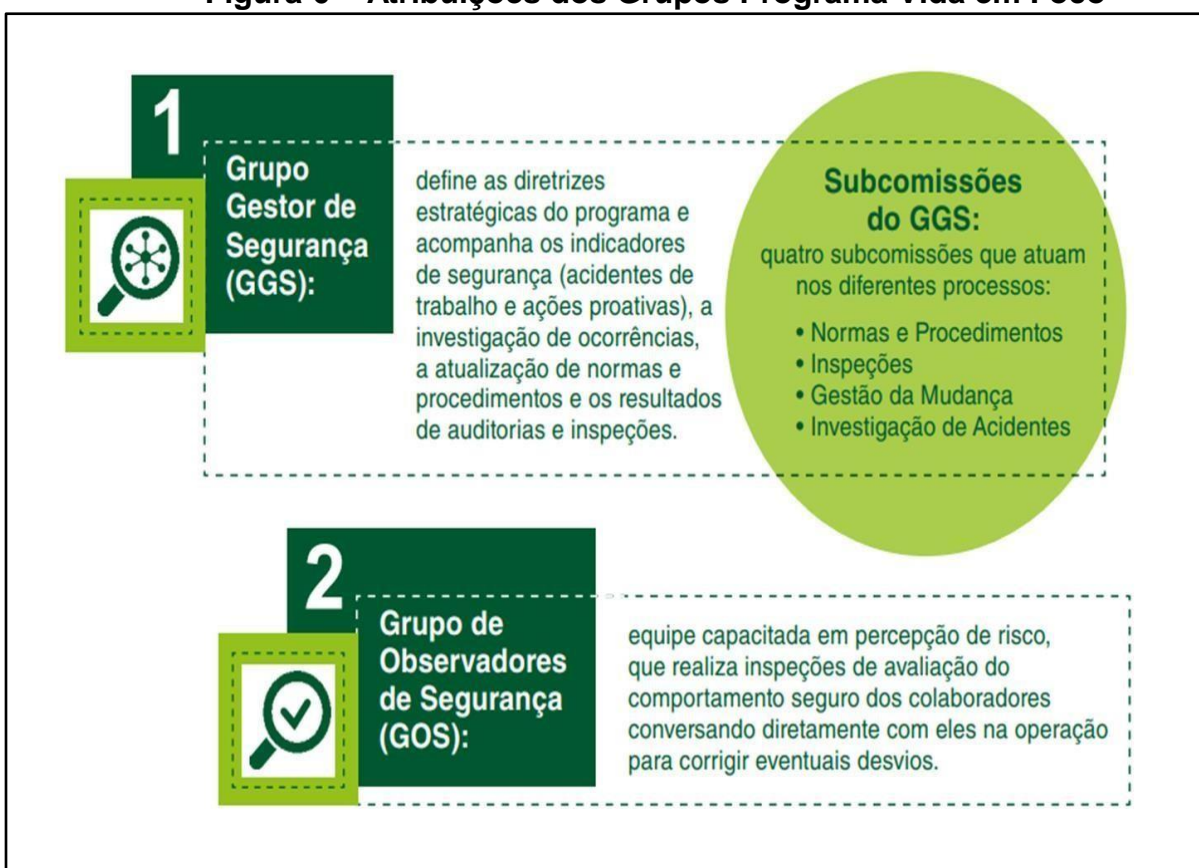 1
Grupo
Gestor de
Segurança
(GGS):
define as diretrizes
estratégicas do programa e
acompanha os indicadores
de segurança (acidentes de
trabalho e ações proativas), a
investigação de ocorrências,
a atualização de normas e
procedimentos e os resultados
de auditorias e inspeções.
Subcomissões
do GGS:
quatro subcomissões que atuam
nos diferentes processos:
• Normas e Procedimentos
• Inspeções
• Gestão da Mudança
• Investigação de Acidentes
2
Grupo de
Observadores
de Segurança
(GOS):
equipe capacitada em percepção de risco,
que realiza inspeções de avaliação do
comportamento seguro dos colaboradores
conversando diretamente com eles na operação
para corrigir eventuais desvios.